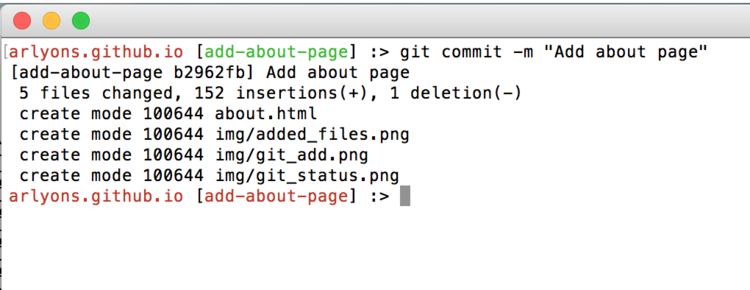 arlyons.github.io [add-about-page] :> git commit -m "Add about page"
[add-about-page b2962fb] Add about page
 5 files changed, 152 insertions(+), 1 deletion(-)
 create mode 100644 about.html
 create mode 100644 img/added_files.png
 create mode 100644 img/git_add.png
 create mode 100644 img/git_status.png
arlyons.github.io [add-about-page] :>